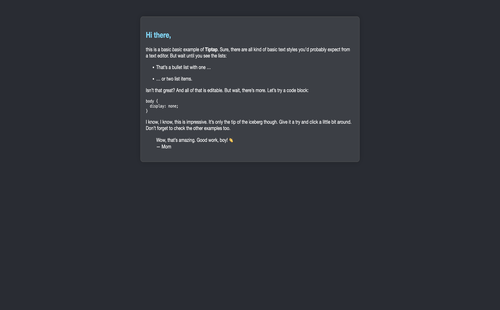 Hi there,
this is a basic basic example of Tiptap. Sure, there are all kind of basic text styles you'd probably expect from
a text editor. But wait until you see the lists:
• That's a bullet list with one …
• … or two list items.
Isn't that great? And all of that is editable. But wait, there's more. Let's try a code block:
body {
  display: none;
}
I know, I know, this is impressive. It's only the tip of the iceberg though. Give it a try and click a little bit around.
Don't forget to check the other examples too.
Wow, that's amazing. Good work, boy! 👏
— Mom